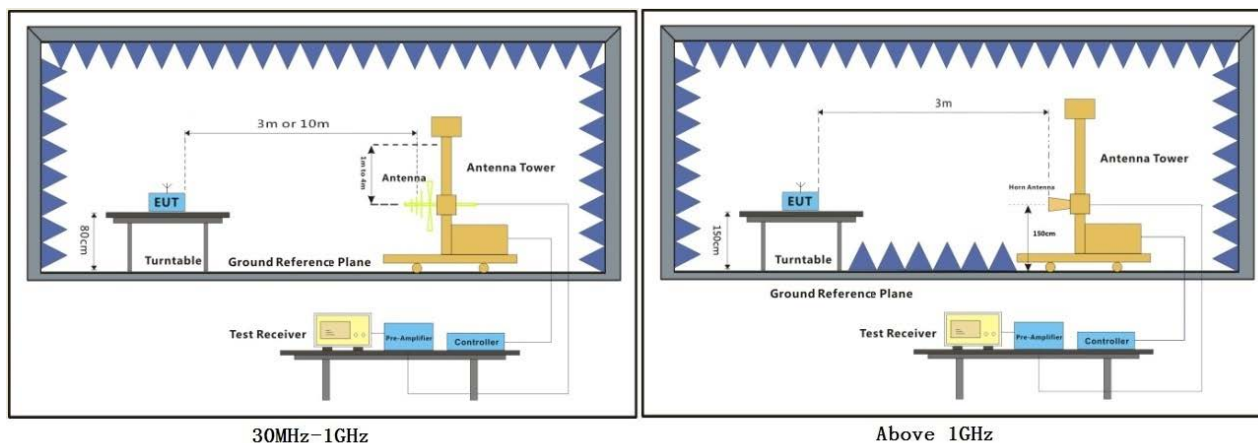 3m or 10m
1m to 4m
Antenna
Antenna Tower
EUT
80cm
Turntable
Ground Reference Plane
Test Receiver
Pre-Amplifier
Controller
30MHz-1GHz
3m
Antenna Tower
Horn Antenna
EUT
150cm
150cm
Turntable
Ground Reference Plane
Test Receiver
Pre-Amplifier
Controller
Above 1GHz